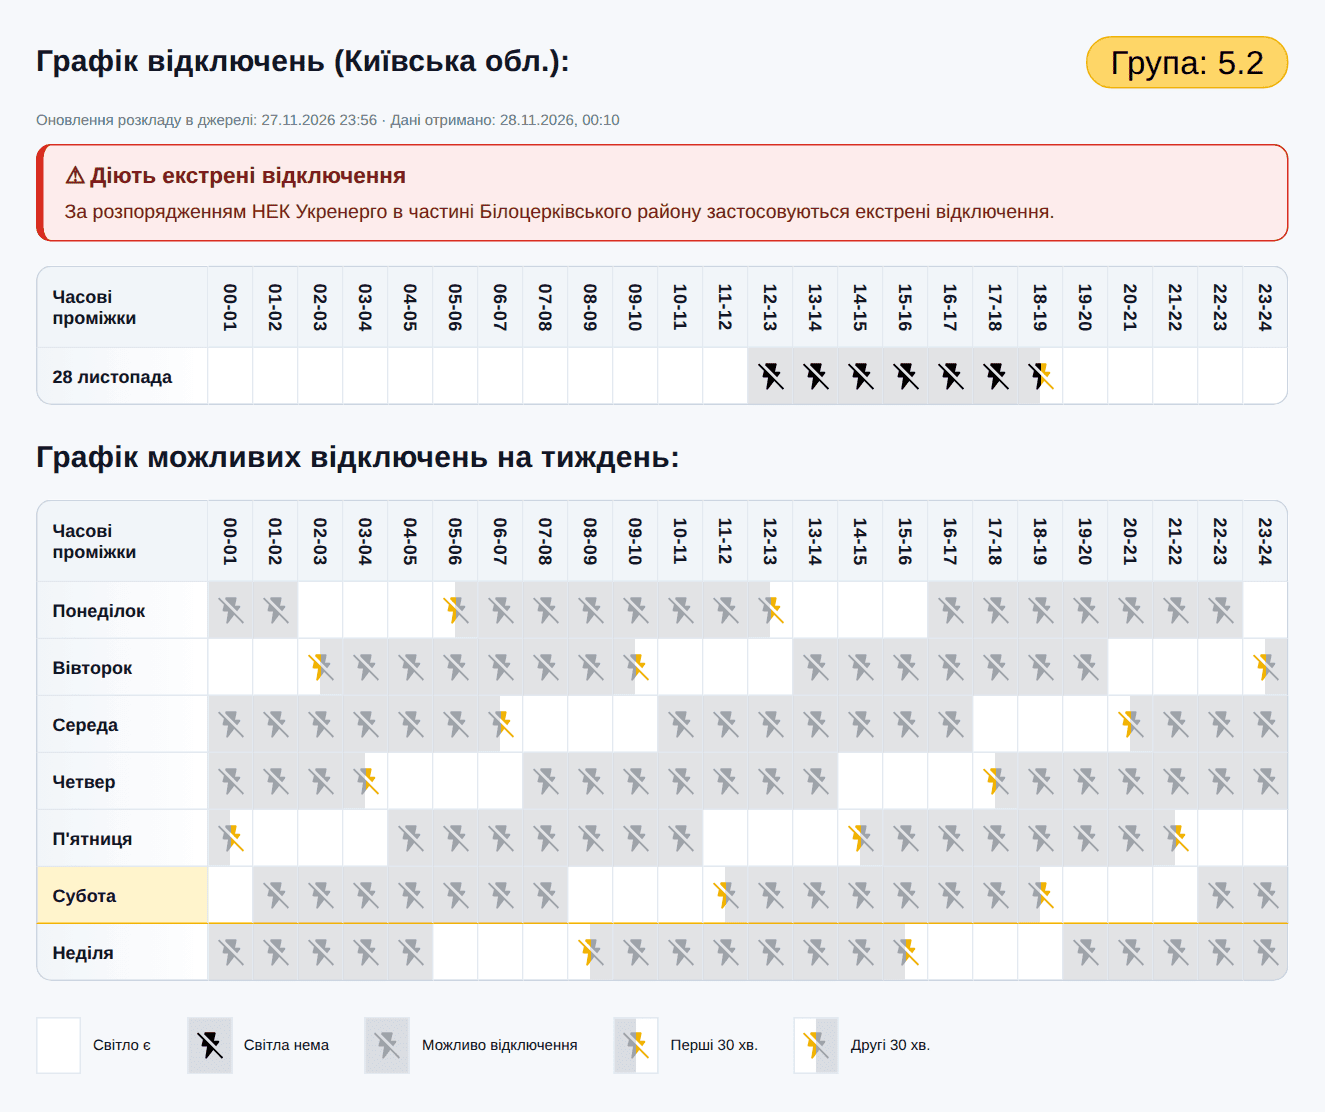 Графік відключень (Київська обл.):
Група: 5.2
Оновлення розкладу в джерелі: 27.11.2026 23:56 · Дані отримано: 28.11.2026, 00:10
⚠ Діють екстрені відключення
За розпорядженням НЕК Укренерго в частині Білоцерківського району застосовуються екстрені відключення.
Часові проміжки 00-01 01-02 02-03 03-04 04-05 05-06 06-07 07-08 08-09 09-10 10-11 11-12 12-13 13-14 14-15 15-16 16-17 17-18 18-19 19-20 20-21 21-22 22-23 23-24
28 листопада
Графік можливих відключень на тиждень:
Часові проміжки 00-01 01-02 02-03 03-04 04-05 05-06 06-07 07-08 08-09 09-10 10-11 11-12 12-13 13-14 14-15 15-16 16-17 17-18 18-19 19-20 20-21 21-22 22-23 23-24
Понеділок
Вівторок
Середа
Четвер
П'ятниця
Субота
Неділя
Світло є
Світла нема
Можливо відключення
Перші 30 хв.
Другі 30 хв.